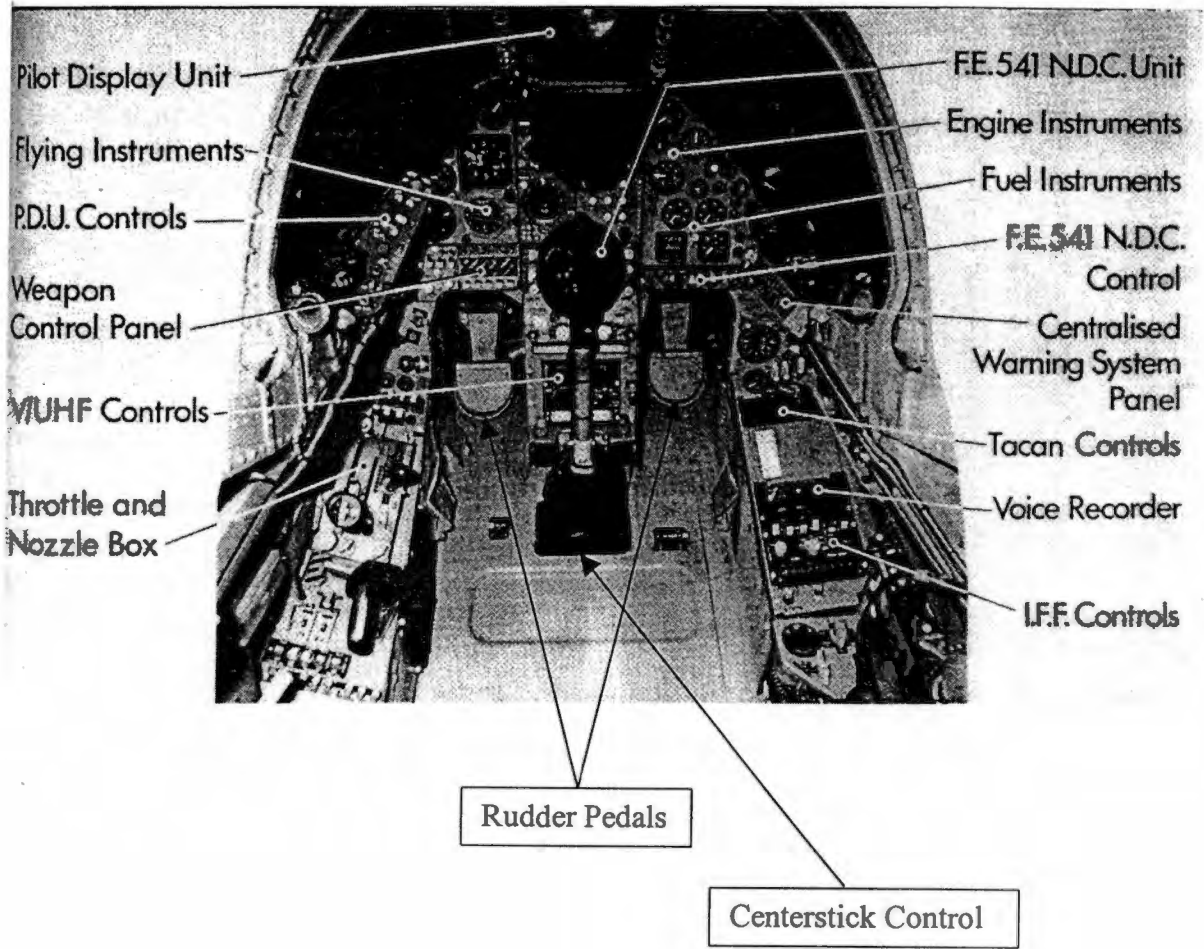 Pilot Display Unit
Flying Instruments
P.D.U. Controls
Weapon
Control Panel
V/UHF Controls
Throttle and
Nozzle Box
F.E. 541 N.D.C. Unit
Engine Instruments
Fuel Instruments
F.E. 541 N.D.C.
Control
Centralised
Warning System
Panel
Tacan Controls
Voice Recorder
I.F.F. Controls
Rudder Pedals
Centerstick Control